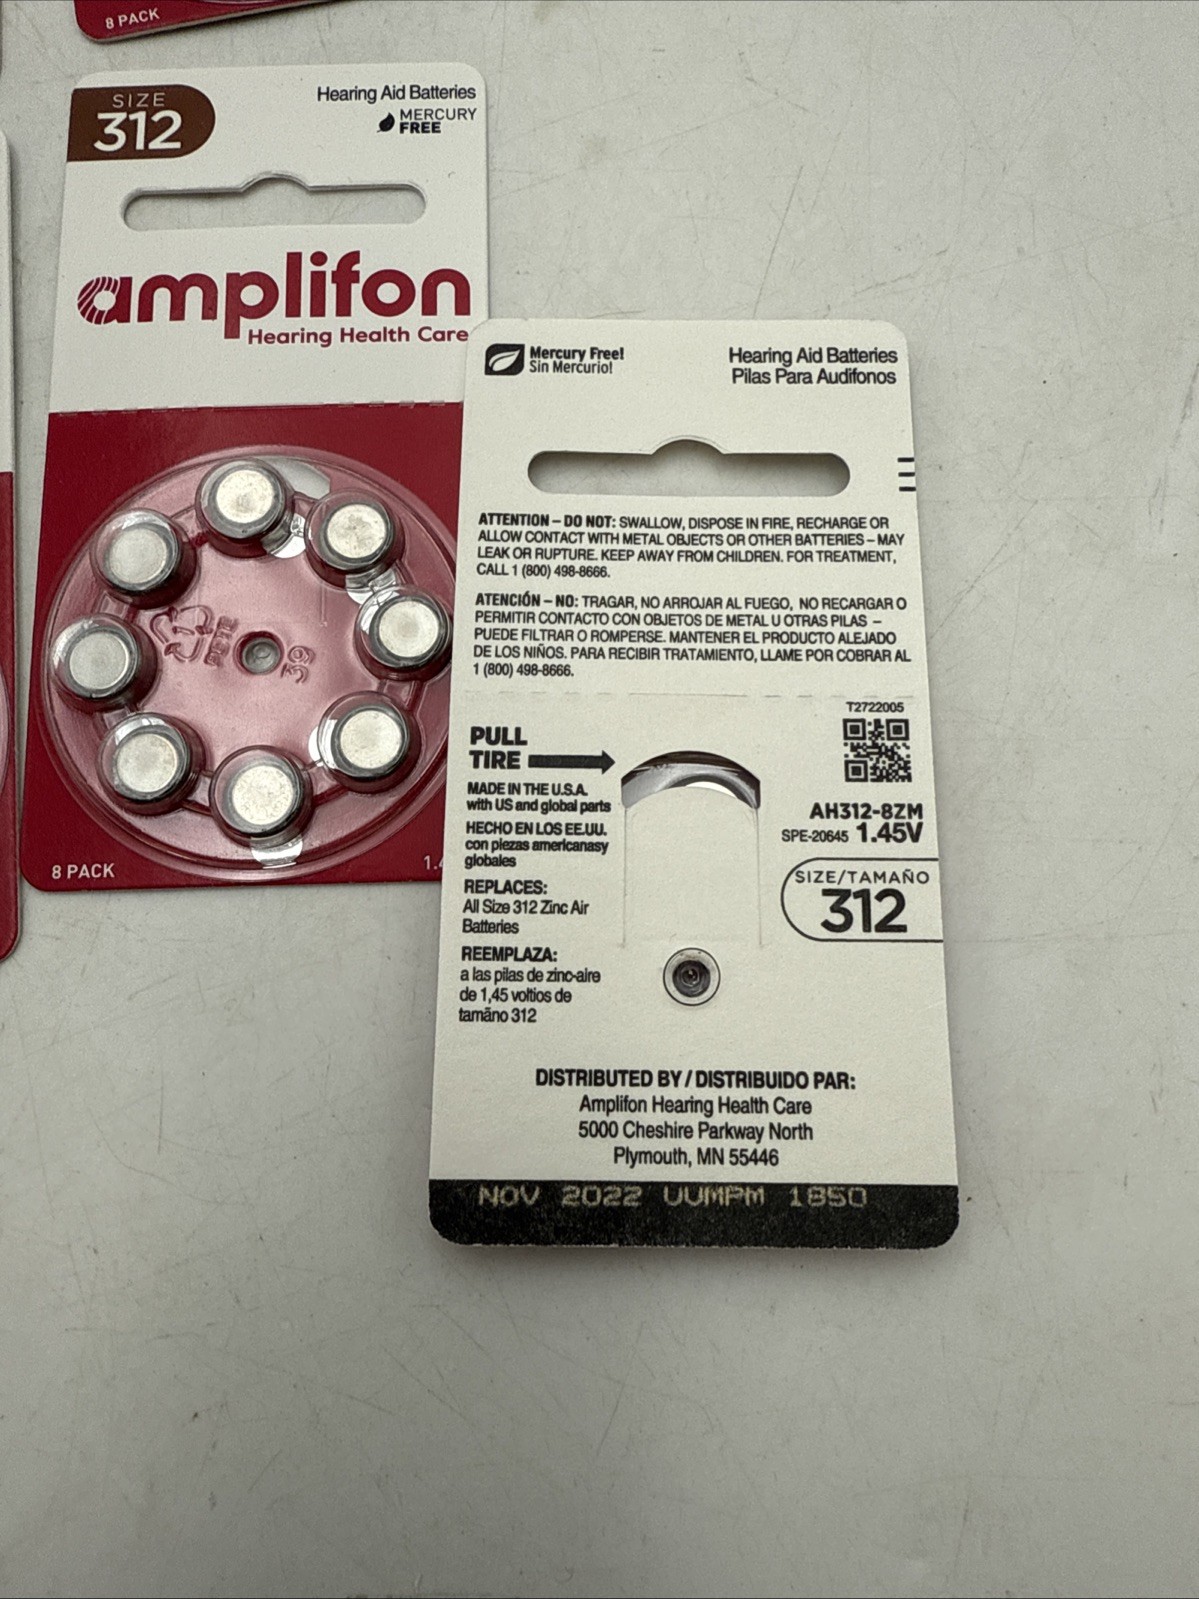 8 PACK
SIZE
312
Hearing Aid Batteries
MERCURY
FREE
amplifon
Hearing Health Care
39
8 PACK
Mercury Free!
Sin Mercurio!
Hearing Aid Batteries
Pilas Para Audifonos
ATTENTION – DO NOT: SWALLOW, DISPOSE IN FIRE, RECHARGE OR
ALLOW CONTACT WITH METAL OBJECTS OR OTHER BATTERIES – MAY
LEAK OR RUPTURE. KEEP AWAY FROM CHILDREN. FOR TREATMENT,
CALL 1 (800) 498-8666.
ATENCIÓN – NO: TRAGAR, NO ARROJAR AL FUEGO, NO RECARGAR O
PERMITIR CONTACTO CON OBJETOS DE METAL U OTRAS PILAS –
PUEDE FILTRAR O ROMPERSE. MANTENER EL PRODUCTO ALEJADO
DE LOS NIÑOS. PARA RECIBIR TRATAMIENTO, LLAME POR COBRAR AL
1 (800) 498-8666.
PULL
TIRE
MADE IN THE U.S.A.
with US and global parts
HECHO EN LOS EE.UU.
con piezas americanasy
globales
REPLACES:
All Size 312 Zinc Air
Batteries
REEMPLAZA:
a las pilas de zinc-aire
de 1,45 voltios de
tamãno 312
T2722005
AH312-8ZM
SPE-20645 1.45V
SIZE/TAMAÑO
312
DISTRIBUTED BY / DISTRIBUIDO PAR:
Amplifon Hearing Health Care
5000 Cheshire Parkway North
Plymouth, MN 55446
NOV 2022 UUMPM 1850